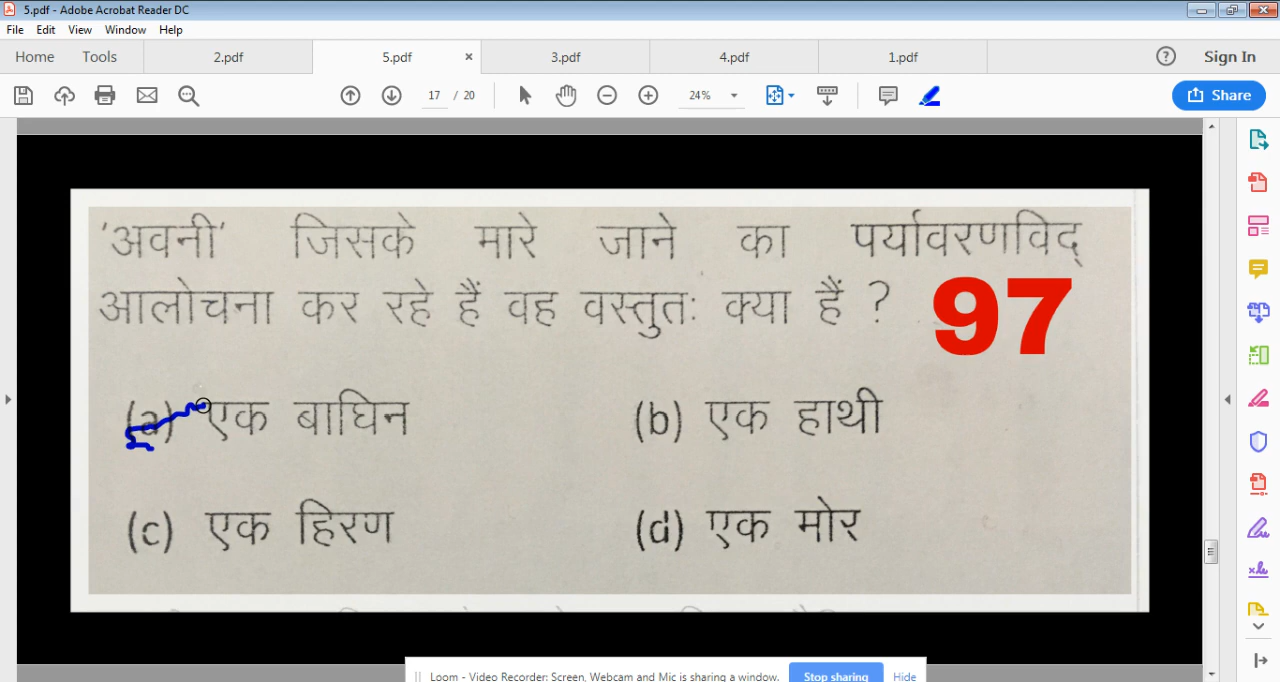 5.pdf - Adobe Acrobat Reader DC
File Edit View Window Help
Home Tools 2.pdf 5.pdf × 3.pdf 4.pdf 1.pdf ? Sign In
17 / 20 24% Share
'अवनी' जिसके मारे जाने का पर्यावरणविद्
आलोचना कर रहे हैं वह वस्तुतः क्या हैं ? 97
(a) एक बाघिन (b) एक हाथी
(c) एक हिरण (d) एक मोर
Loom - Video Recorder: Screen, Webcam and Mic is sharing a window. Stop sharing Hide